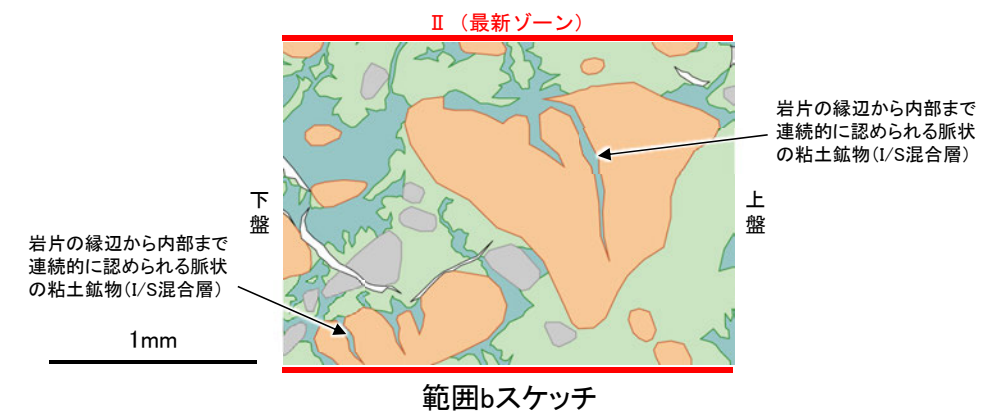 Ⅱ（最新ゾーン）
岩片の縁辺から内部まで
連続的に認められる脈状
の粘土鉱物(I/S混合層)
下
盤
上
盤
岩片の縁辺から内部まで
連続的に認められる脈状
の粘土鉱物(I/S混合層)
1mm
範囲bスケッチ